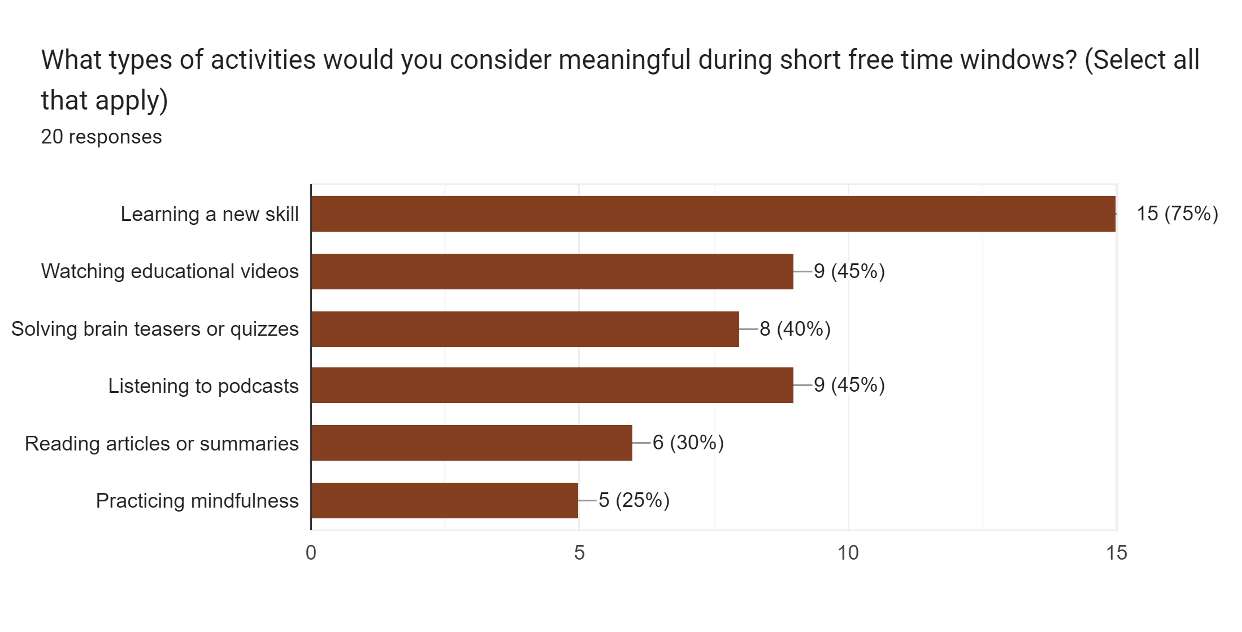 What types of activities would you consider meaningful during short free time windows? (Select all
that apply)
20 responses
Learning a new skill 15 (75%)
Watching educational videos 9 (45%)
Solving brain teasers or quizzes 8 (40%)
Listening to podcasts 9 (45%)
Reading articles or summaries 6 (30%)
Practicing mindfulness 5 (25%)
0 5 10 15